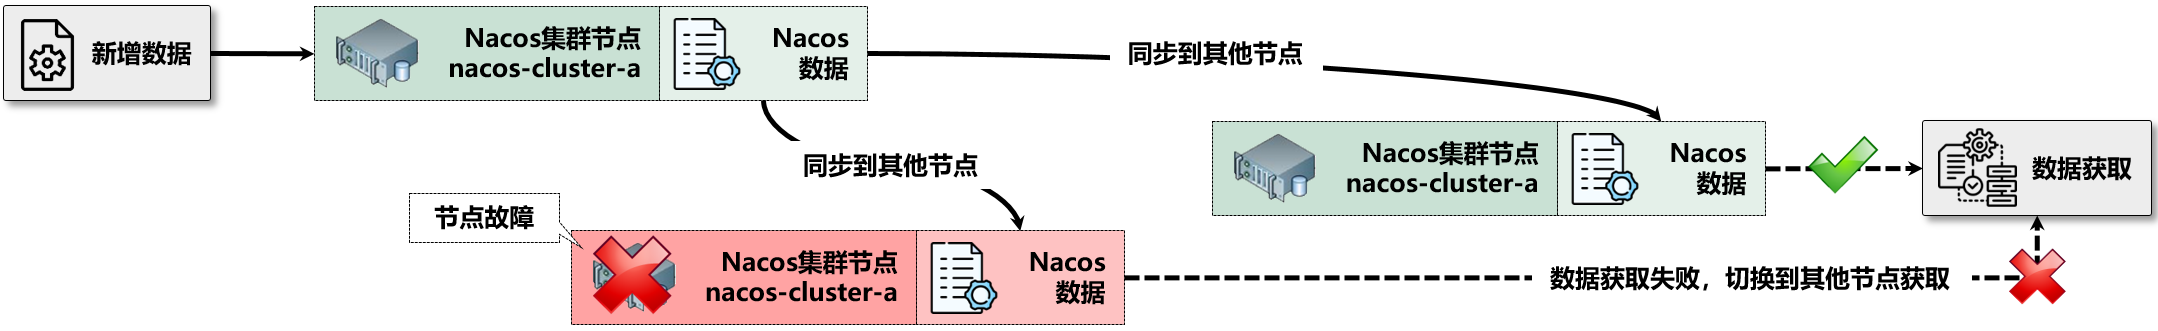 新增数据
Nacos集群节点
nacos-cluster-a
Nacos
数据
同步到其他节点
同步到其他节点
Nacos集群节点
nacos-cluster-a
Nacos
数据
数据获取
节点故障
Nacos集群节点
nacos-cluster-a
Nacos
数据
数据获取失败，切换到其他节点获取